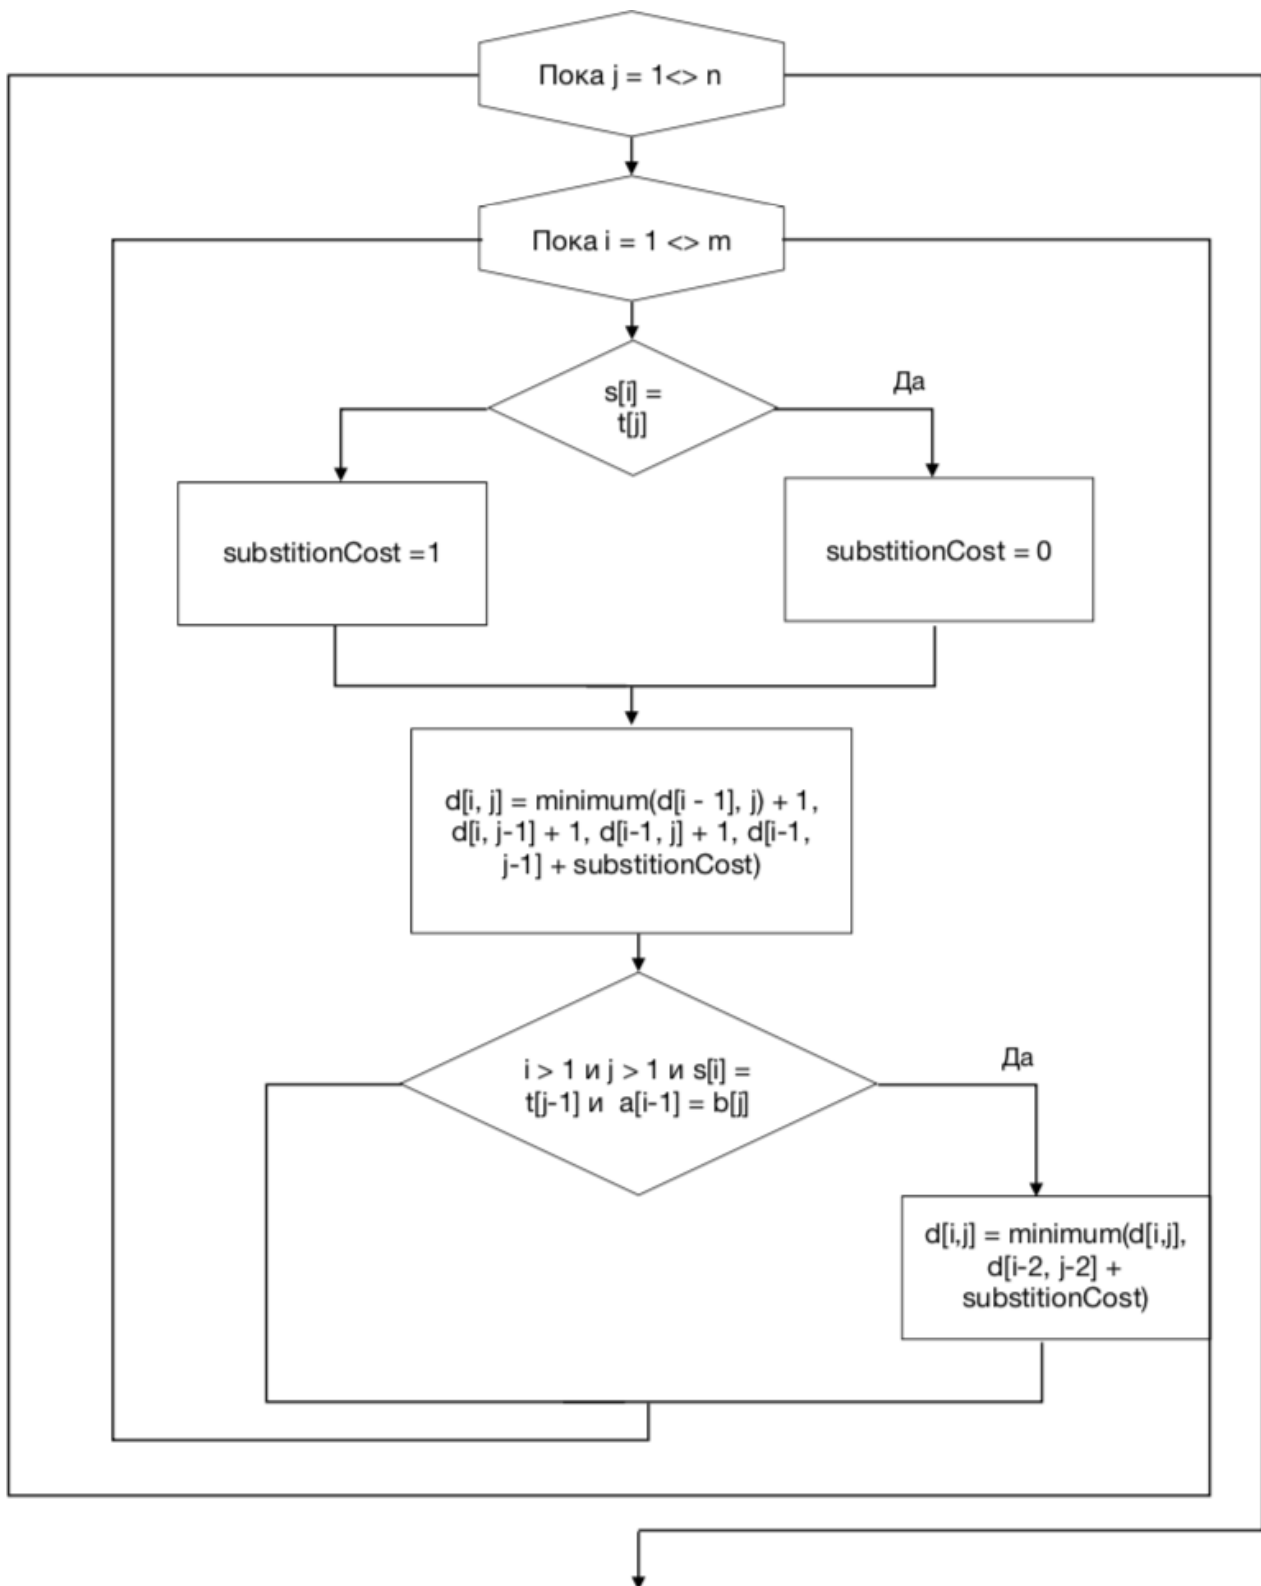 Пока j = 1<> n
Пока i = 1 <> m
s[i] =
t[j]
Да
substitionCost =1
substitionCost = 0
d[i, j] = minimum(d[i - 1], j) + 1,
d[i, j-1] + 1, d[i-1, j] + 1, d[i-1,
j-1] + substitionCost)
i > 1 и j > 1 и s[i] =
t[j-1] и a[i-1] = b[j]
Да
d[i,j] = minimum(d[i,j],
d[i-2, j-2] +
substitionCost)